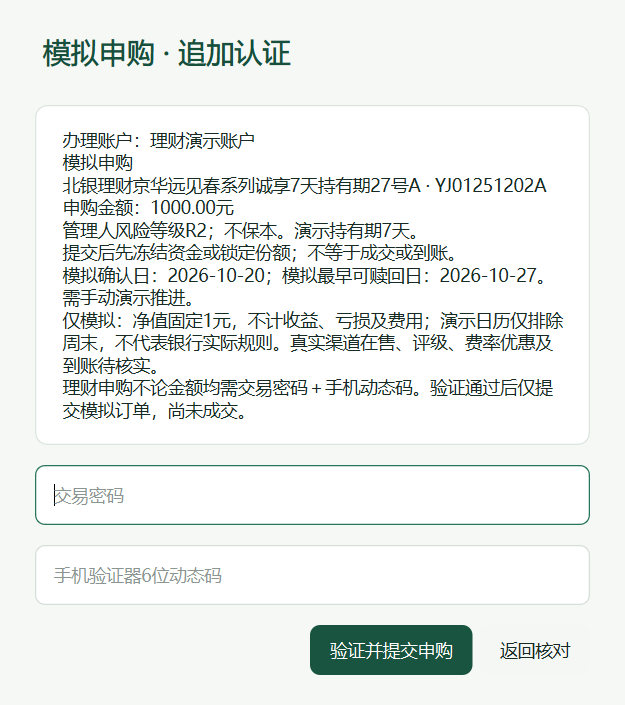 模拟申购 · 追加认证
办理账户：理财演示账户
模拟申购
北银理财京华远见春系列诚享7天持有期27号A · YJ01251202A
申购金额：1000.00元
管理人风险等级R2；不保本。演示持有期7天。
提交后先冻结资金或锁定份额；不等于成交或到账。
模拟确认日：2026-10-20；模拟最早可赎回日：2026-10-27。
需手动演示推进。
仅模拟：净值固定1元，不计收益、亏损及费用；演示日历仅排除
周末，不代表银行实际规则。真实渠道在售、评级、费率优惠及
到账待核实。
理财申购不论金额均需交易密码＋手机动态码。验证通过后仅提
交模拟订单，尚未成交。
交易密码
手机验证器6位动态码
验证并提交申购
返回核对